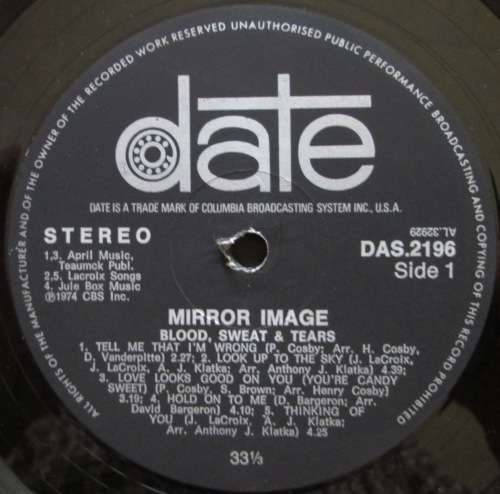 ALL RIGHTS OF THE MANUFACTURER AND OF THE OWNER OF THE RECORDED WORK RESERVED UNAUTHORISED PUBLIC PERFORMANCE BROADCASTING AND COPYING OF THIS RECORD PROHIBITED
date
DATE IS A TRADE MARK OF COLUMBIA BROADCASTING SYSTEM INC., U.S.A.
AL.32929
STEREO
1,3. April Music,
Teaumck Publ.
2,5. Lacroix Songs
4. Jule Box Music
℗1974 CBS Inc.
DAS.2196
Side 1
MIRROR IMAGE
BLOOD, SWEAT & TEARS
1. TELL ME THAT I'M WRONG (P. Cosby; Arr. H. Cosby,
D. Vanderpitte) 2.27; 2. LOOK UP TO THE SKY (J. LaCroix,
J. LaCroix, A. J. Klatka; Arr. Anthony J. Klatka) 4.39;
3. LOVE LOOKS GOOD ON YOU (YOU'RE CANDY
SWEET) (P. Cosby, S. Brown; Arr. Henry Cosby)
3.19; 4. HOLD ON TO ME (D. Bargeron; Arr.
David Bargeron) 4.10; 5. THINKING OF
YOU (J. LaCroix, A. J. Klatka;
Arr. Anthony J. Klatka) 4.25
33⅓